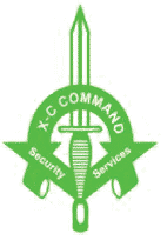 X-C COMMAND
Security Services